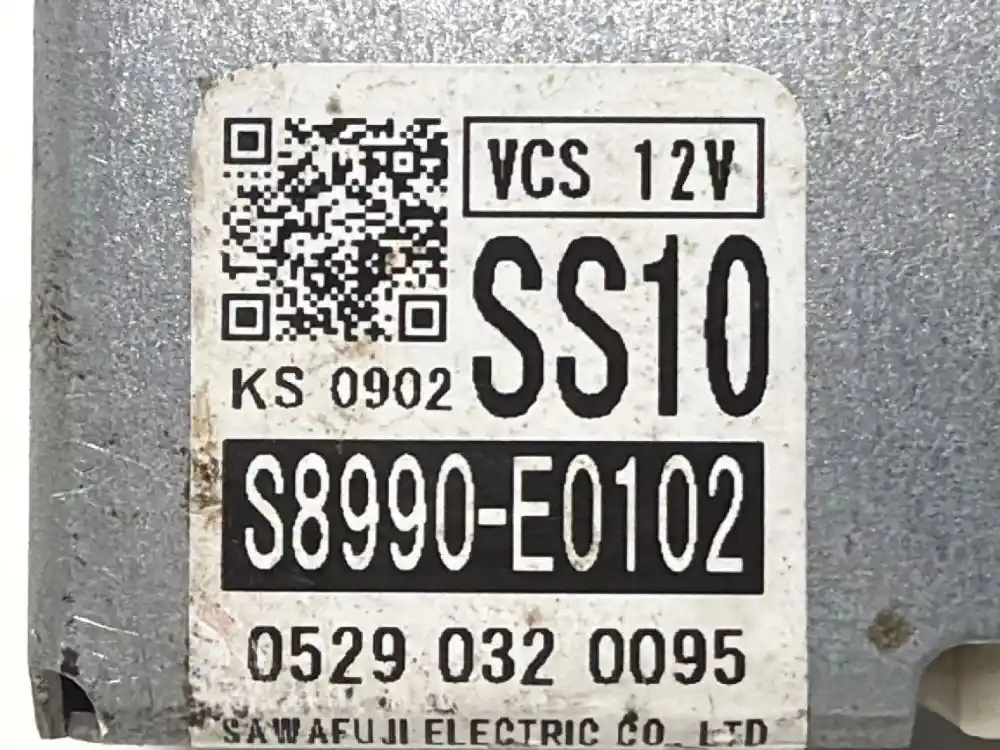 VCS 12V
SS10
KS 0902
S8990-E0102
0529 032 0095
SAWAFUJI ELECTRIC CO., LTD